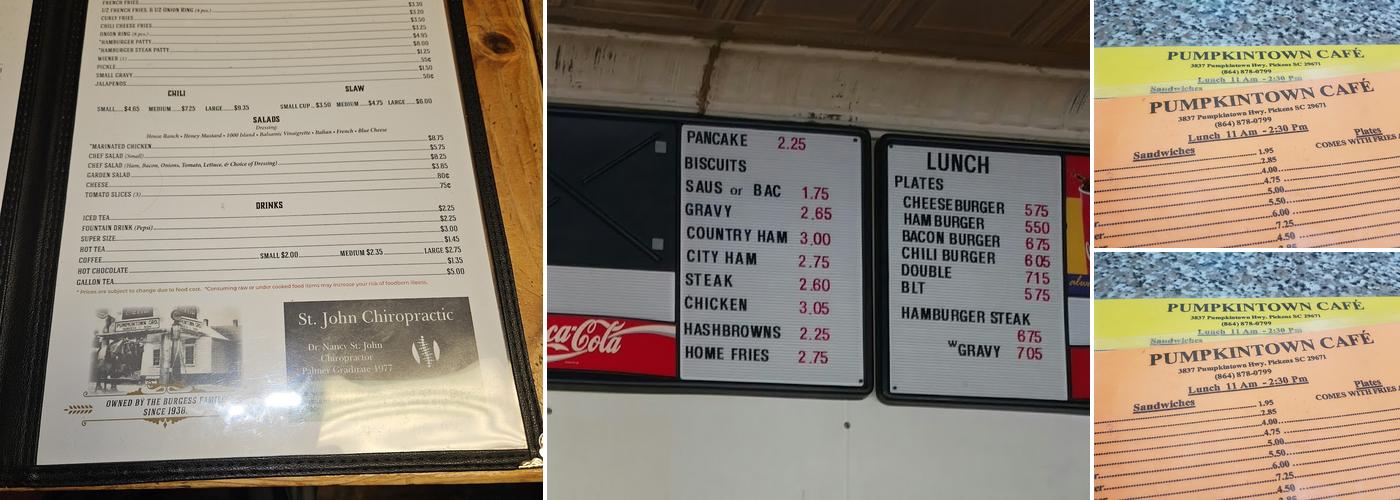 FRENCH FRIES $3.30
1/2 FRENCH FRIES & 1/2 ONION RING (4 pcs.) $3.20
CURLY FRIES $3.50
CHILI CHEESE FRIES $3.25
ONION RING (8 pcs.) $4.95
*HAMBURGER PATTY $8.00
*HAMBURGER STEAK PATTY $1.25
WIENER (1) 55¢
PICKLE $1.50
SMALL GRAVY 50¢
JALAPENOS
CHILI SLAW
SMALL $4.65 MEDIUM $7.25 LARGE $9.35 SMALL CUP $3.50 MEDIUM $4.75 LARGE $6.00
SALADS
Dressing:
House Ranch • Honey Mustard • 1000 Island • Balsamic Vinaigrette • Italian • French • Blue Cheese
*MARINATED CHICKEN $8.75
CHEF SALAD (Small) $5.75
CHEF SALAD (Ham, Bacon, Onions, Tomato, Lettuce, & Choice of Dressing) $8.25
GARDEN SALAD $3.85
CHEESE 80¢
TOMATO SLICES (3) 75¢
DRINKS
ICED TEA $2.25
FOUNTAIN DRINK (Pepsi) $2.25
SUPER SIZE $3.00
HOT TEA $1.45
COFFEE SMALL $2.00 MEDIUM $2.35 LARGE $2.75
HOT CHOCOLATE $1.35
GALLON TEA $5.00
* Prices are subject to change due to food cost. *Consuming raw or under cooked food items may increase your risk of foodborn illness.
St. John Chiropractic
Dr. Nancy St. John
Chiropractor
Palmer Graduate 1977
OWNED BY THE BURGESS FAMILY
SINCE 1938.
PANCAKE 2.25
BISCUITS
SAUS or BAC 1.75
GRAVY 2.65
COUNTRY HAM 3.00
CITY HAM 2.75
STEAK 2.60
CHICKEN 3.05
HASHBROWNS 2.25
HOME FRIES 2.75
Coca-Cola
LUNCH
PLATES
CHEESEBURGER 575
HAMBURGER 550
BACON BURGER 675
CHILI BURGER 605
DOUBLE 715
BLT 575
HAMBURGER STEAK
675
WGRAVY 705
PUMPKINTOWN CAFÉ
3837 Pumpkintown Hwy. Pickens SC 29671
(864) 878-0799
Lunch 11 Am - 2:30 Pm
Sandwiches
PUMPKINTOWN CAFÉ
3837 Pumpkintown Hwy. Pickens SC 29671
(864) 878-0799
Lunch 11 Am - 2:30 Pm
Sandwiches Plates
1.95 COMES WITH FRIES
2.85
4.00
4.75
5.00
5.50
6.00
7.25
4.50
PUMPKINTOWN CAFÉ
3837 Pumpkintown Hwy. Pickens SC 29671
(864) 878-0799
Lunch 11 Am - 2:30 Pm
Sandwiches
PUMPKINTOWN CAFÉ
3837 Pumpkintown Hwy. Pickens SC 29671
(864) 878-0799
Lunch 11 Am - 2:30 Pm
Sandwiches Plates
1.95 COMES WITH FRIES
2.85
4.00
4.75
5.00
5.50
6.00
7.25
4.50